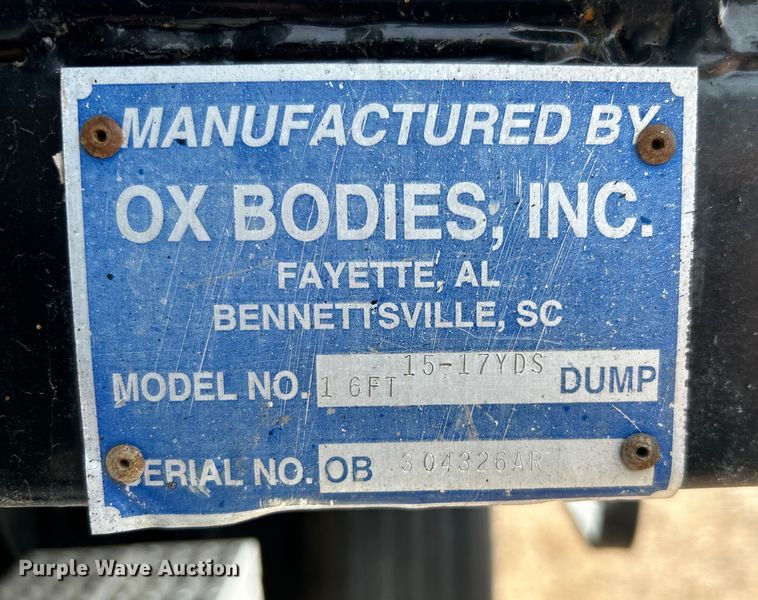 MANUFACTURED BY
OX BODIES, INC.
FAYETTE, AL
BENNETTSVILLE, SC
MODEL NO. 16FT 15-17YDS DUMP
SERIAL NO. OB 304326AR
Purple Wave Auction